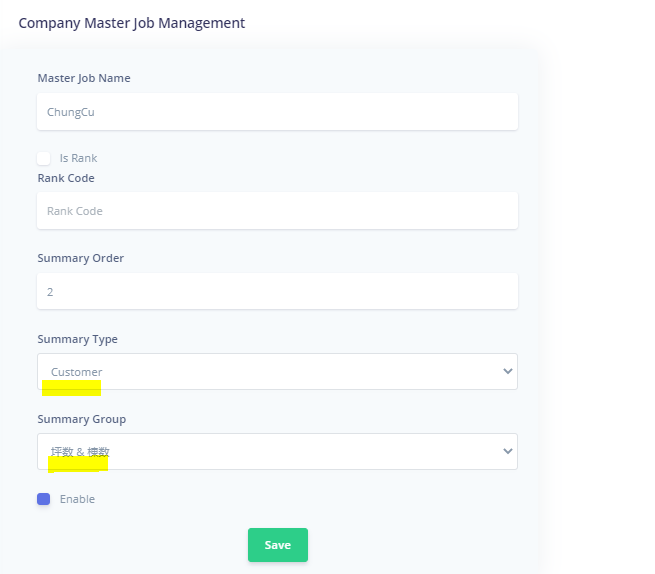 Company Master Job Management
Master Job Name
ChungCu
Is Rank
Rank Code
Rank Code
Summary Order
2
Summary Type
Customer
Summary Group
坪数 & 棟数
Enable
Save